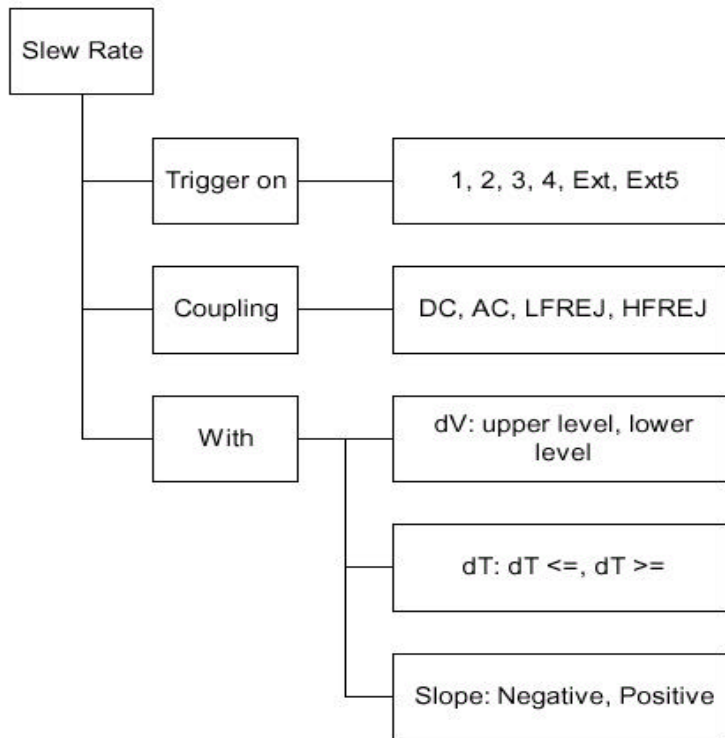 Slew Rate
Trigger on
1, 2, 3, 4, Ext, Ext5
Coupling
DC, AC, LFREJ, HFREJ
With
dV: upper level, lower
level
dT: dT <=, dT >=
Slope: Negative, Positive